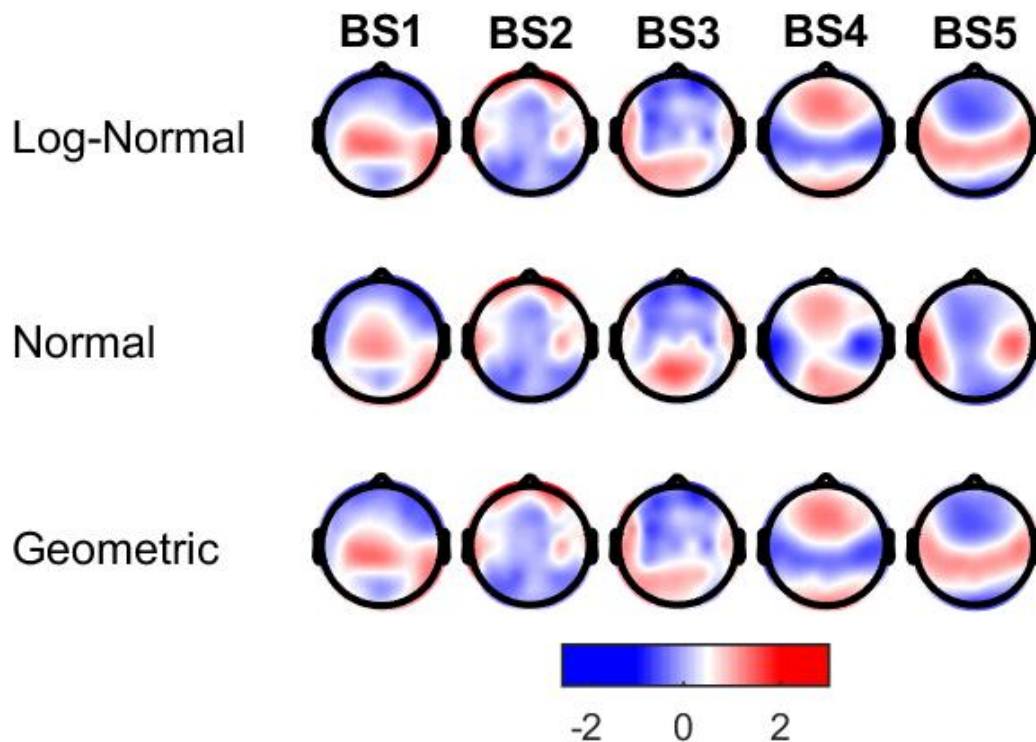 BS1 BS2 BS3 BS4 BS5
Log-Normal
Normal
Geometric
-2 0 2